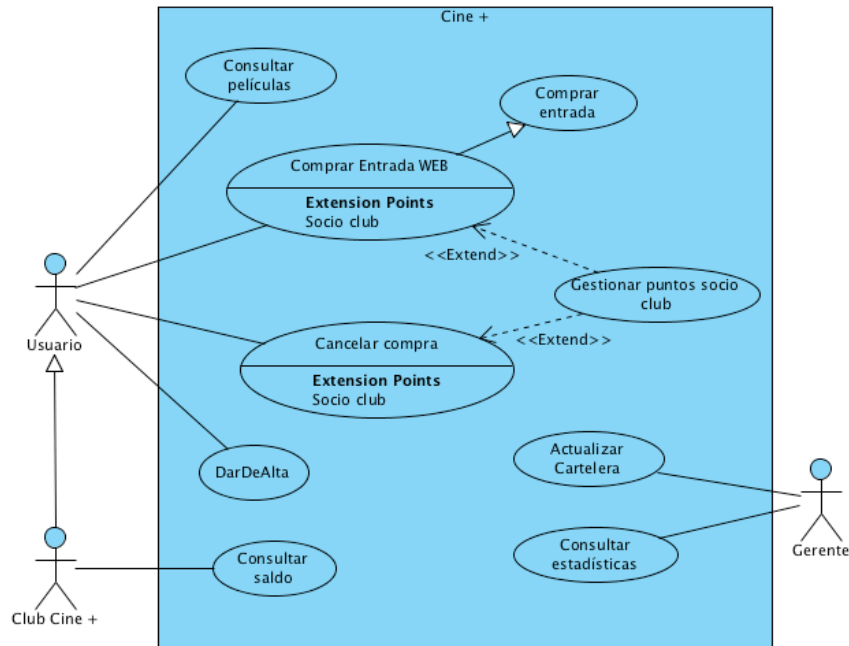 Cine +
Consultar
películas
Comprar
entrada
Comprar Entrada WEB
Extension Points
Socio club
<<Extend>>
Gestionar puntos socio
club
Usuario
Cancelar compra
<<Extend>>
Extension Points
Socio club
DarDeAlta
Actualizar
Cartelera
Consultar
estadísticas
Gerente
Consultar
saldo
Club Cine +